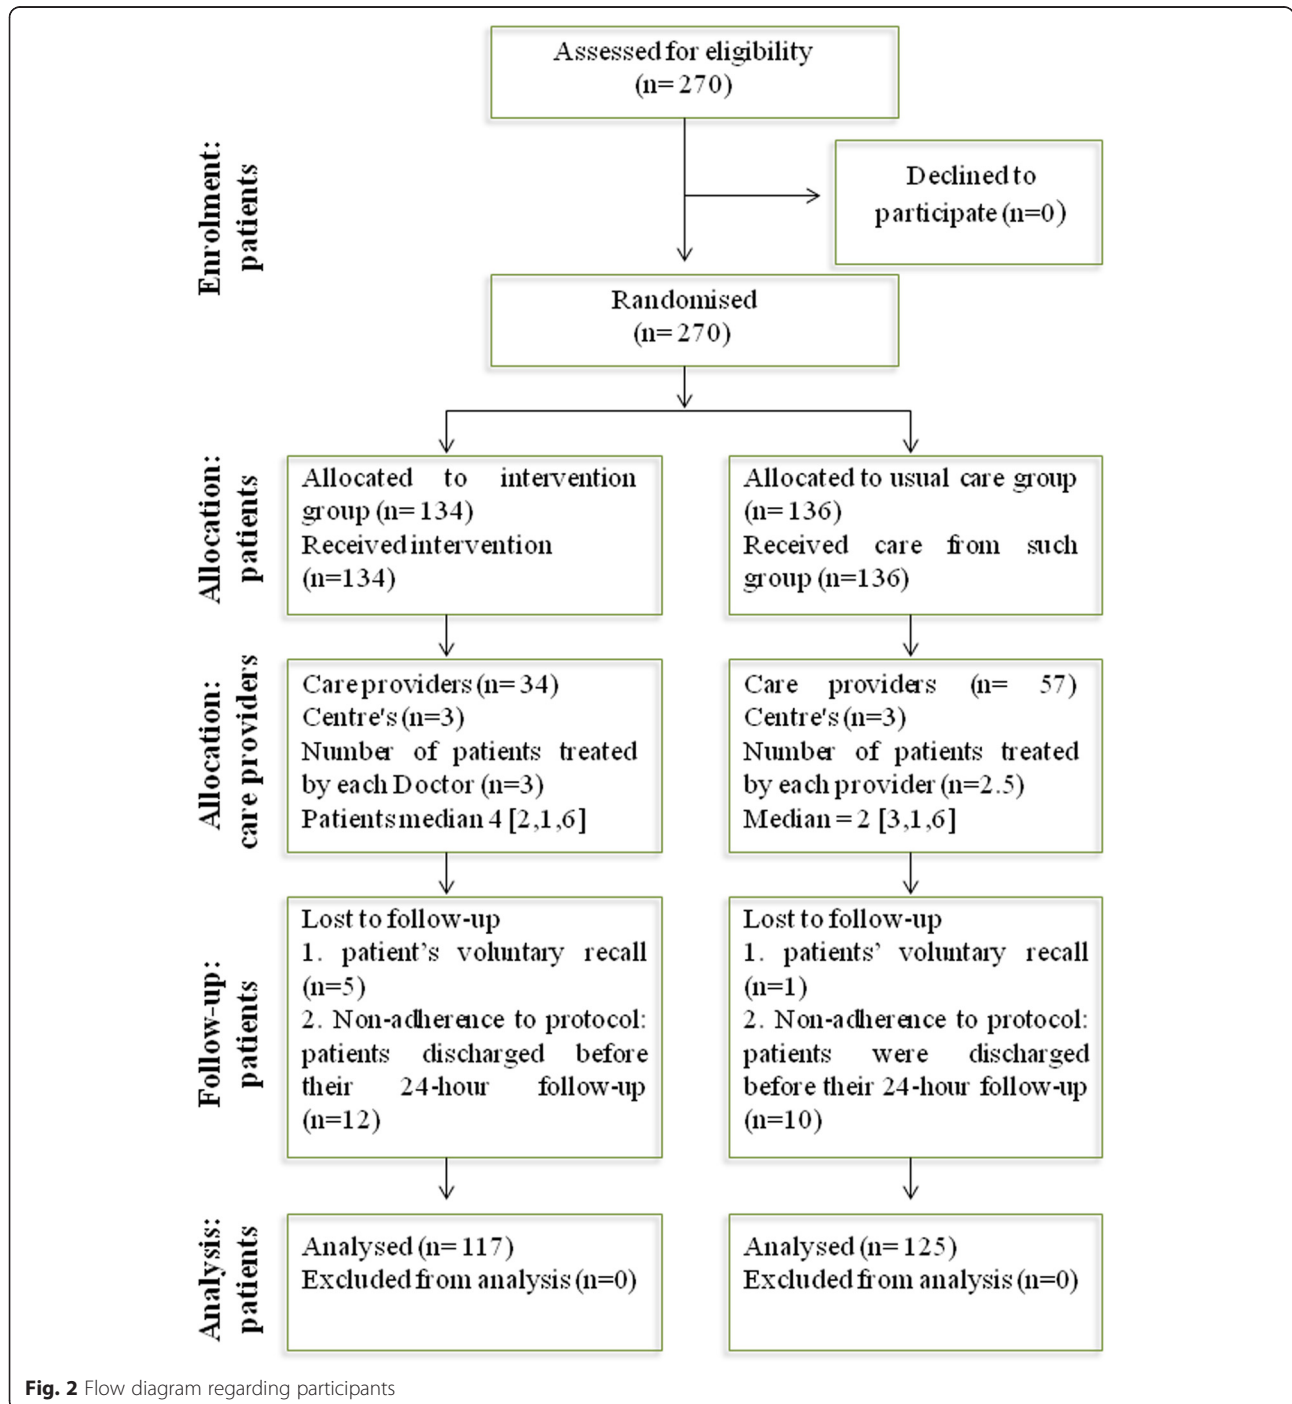 Assessed for eligibility
(n=270)
Enrolment:
patients
Declined to
participate (n=0)
Randomised
(n=270)
Allocation:
patients
Allocated to intervention
group (n=134)
Received intervention
(n=134)
Allocated to usual care group
(n=136)
Received care from such
group (n=136)
Allocation:
care providers
Care providers (n=34)
Centre's (n=3)
Number of patients treated
by each Doctor (n=3)
Patients median 4 [2,1,6]
Care providers (n= 57)
Centre's (n=3)
Number of patients treated
by each provider (n=2.5)
Median = 2 [3,1,6]
Follow-up:
patients
Lost to follow-up
1. patient’s voluntary recall
(n=5)
2. Non-adherence to protocol:
patients discharged before
their 24-hour follow-up
(n=12)
Lost to follow-up
1. patients’ voluntary recall
(n=1)
2. Non-adherence to protocol:
patients were discharged
before their 24-hour follow-up
(n=10)
Analysis:
patients
Analysed (n=117)
Excluded from analysis (n=0)
Analysed (n=125)
Excluded from analysis (n=0)
Fig. 2 Flow diagram regarding participants